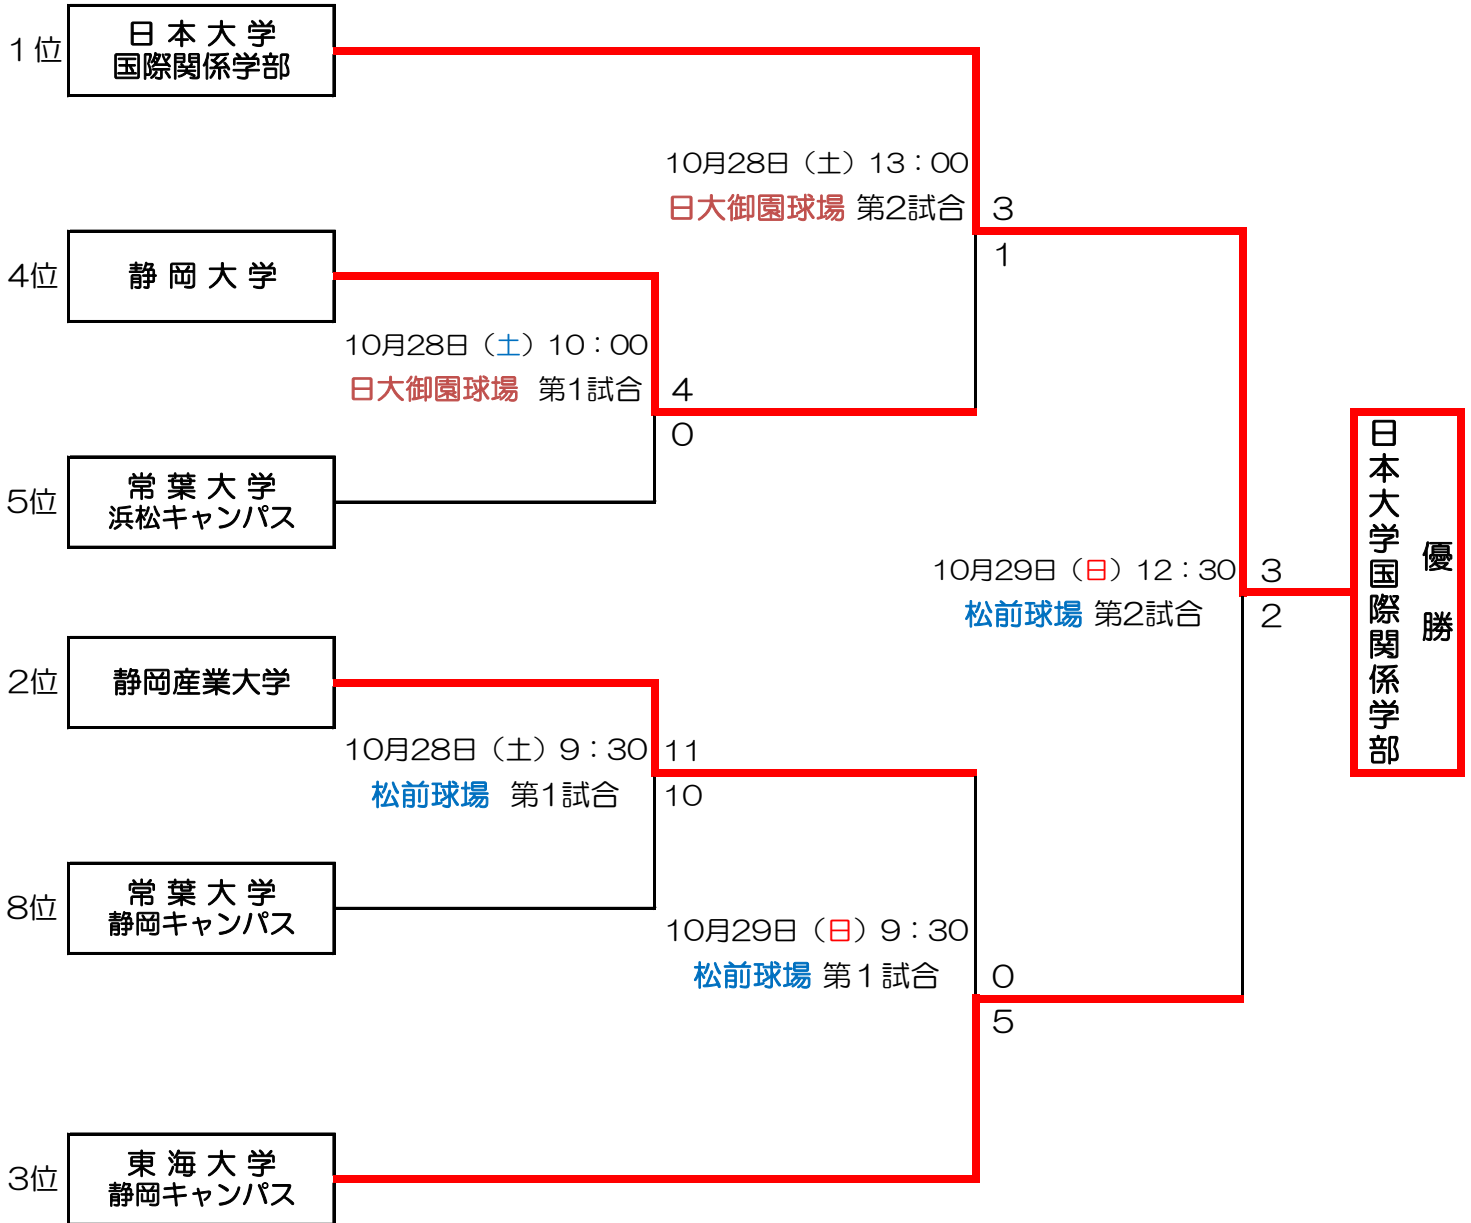 1位
日本大学
国際関係学部
10月28日（土）13：00
日大御園球場 第2試合
3
1
4位
静岡大学
10月28日（土）10：00
日大御園球場 第1試合
4
0
5位
常葉大学
浜松キャンパス
10月29日（日）12：30
松前球場 第2試合
3
2
日本大学国際関係学部
優勝
2位
静岡産業大学
10月28日（土）9：30
松前球場 第1試合
11
10
8位
常葉大学
静岡キャンパス
10月29日（日）9：30
松前球場 第１試合
0
5
3位
東海大学
静岡キャンパス